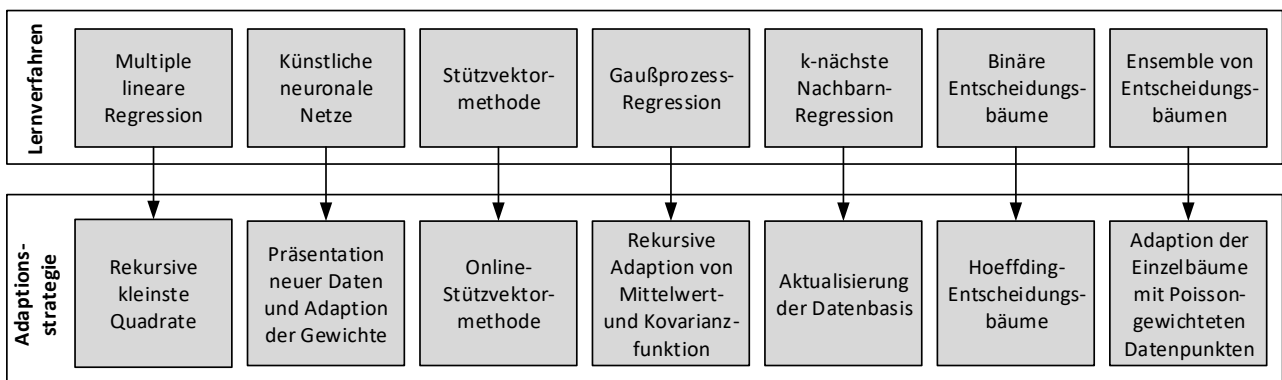 Lernverfahren
Multiple
lineare
Regression
Künstliche
neuronale
Netze
Stützvektor-
methode
Gaußprozess-
Regression
k-nächste
Nachbarn-
Regression
Binäre
Entscheidungs-
bäume
Ensemble von
Entscheidungs-
bäumen
Adaptions-
strategie
Rekursive
kleinste
Quadrate
Präsentation
neuer Daten
und Adaption
der Gewichte
Online-
Stützvektor-
methode
Rekursive
Adaption von
Mittelwert-
und Kovarianz-
funktion
Aktualisierung
der Datenbasis
Hoeffding-
Entscheidungs-
bäume
Adaption der
Einzelbäume
mit Poisson-
gewichteten
Datenpunkten